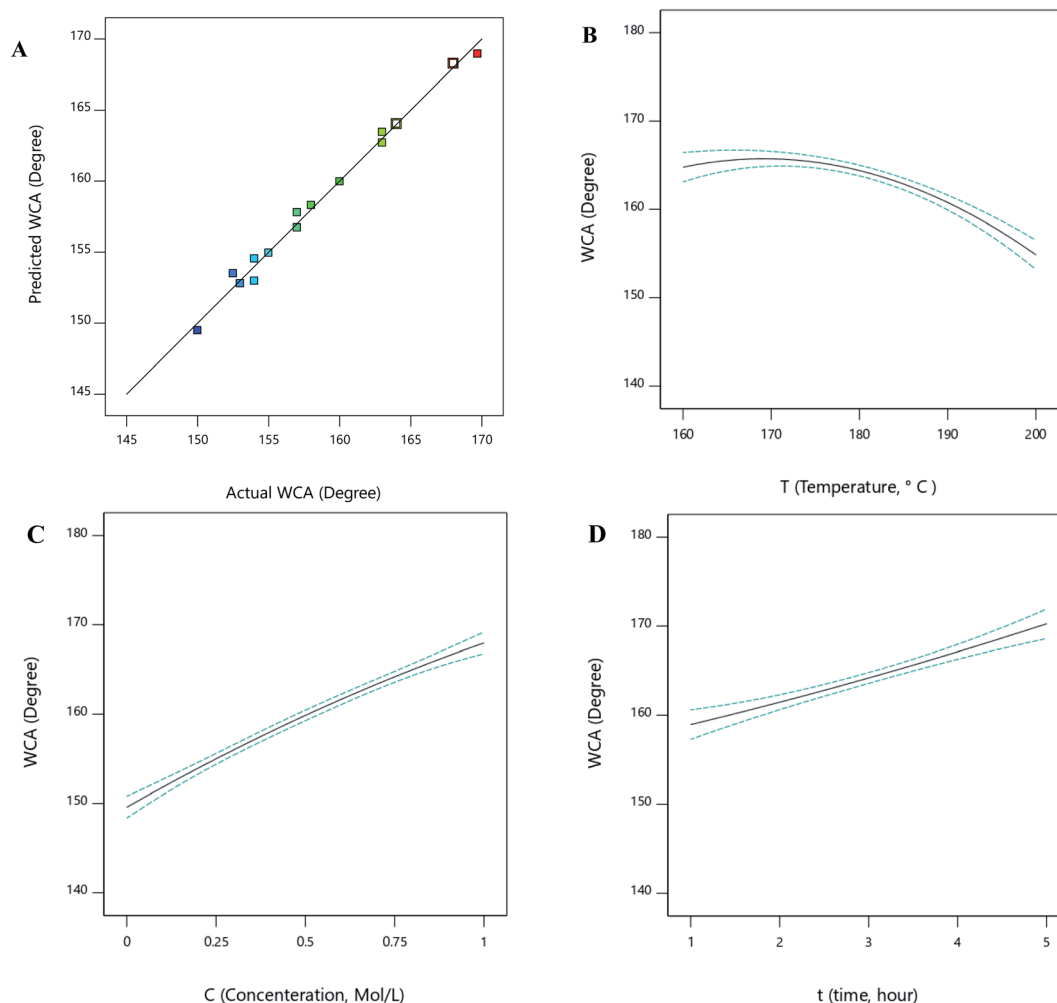 A
170
165
160
155
150
145
Predicted WCA (Degree)
145 150 155 160 165 170
Actual WCA (Degree)
B
180
170
160
150
140
WCA (Degree)
160 170 180 190 200
T (Temperature, ° C )
C
180
170
160
150
140
WCA (Degree)
0 0.25 0.5 0.75 1
C (Concenteration, Mol/L)
D
180
170
160
150
140
WCA (Degree)
1 2 3 4 5
t (time, hour)